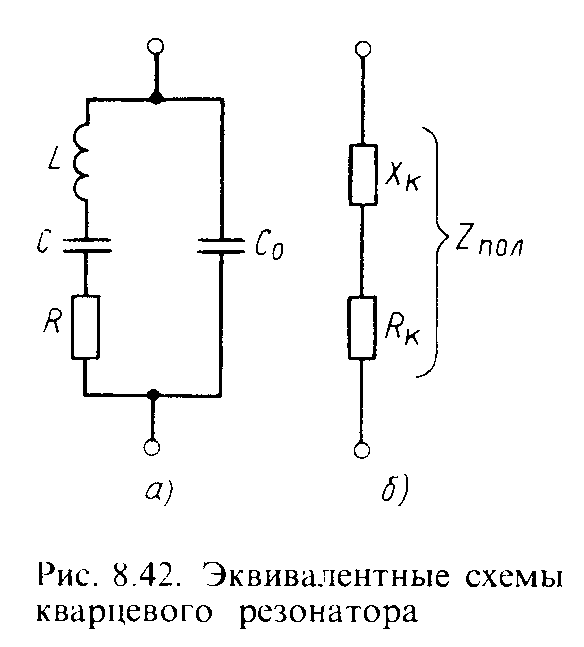 L
C
C₀
R
а)
Xк
Zпол
Rк
б)
Рис. 8.42. Эквивалентные схемы
кварцевого резонатора